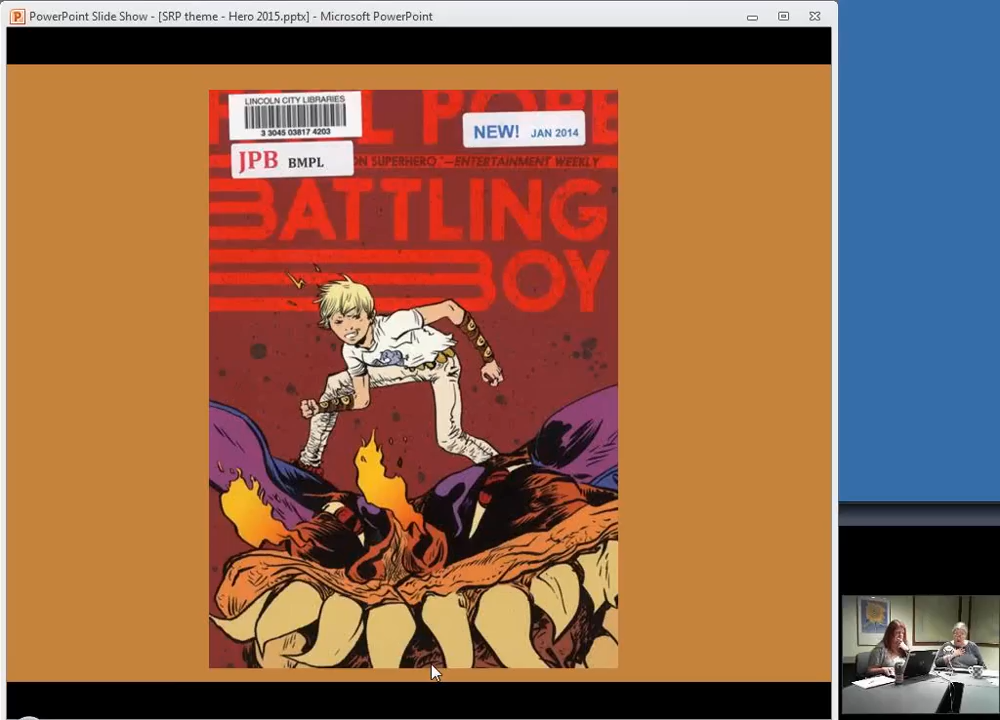 PowerPoint Slide Show - [SRP theme - Hero 2015.pptx] - Microsoft PowerPoint
LINCOLN CITY LIBRARIES
3 3045 03817 4203
L POPE
NEW! JAN 2014
JPB BMPL
ON SUPERHERO."—ENTERTAINMENT WEEKLY
BATTLING
BOY